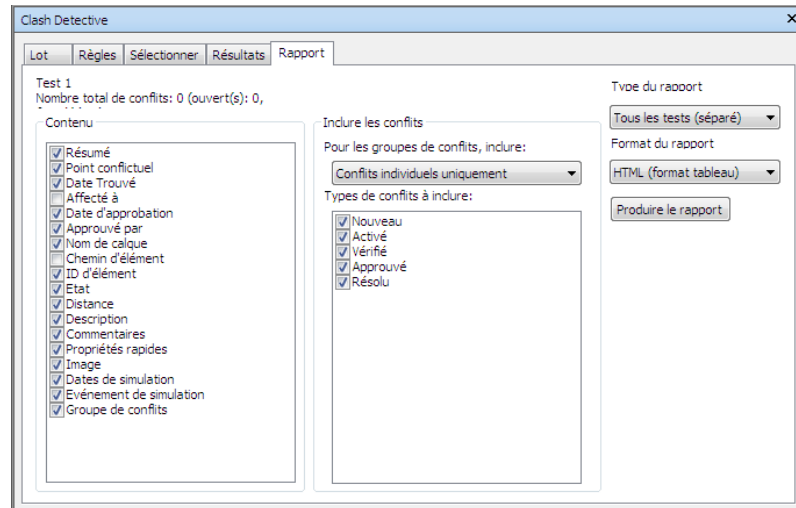 Clash Detective
Lot Règles Sélectionner Résultats Rapport
Test 1
Nombre total de conflits: 0 (ouvert(s): 0,
Contenu
Résumé
Point conflictuel
Date Trouvé
Affecté à
Date d'approbation
Approuvé par
Nom de calque
Chemin d'élément
ID d'élément
Etat
Distance
Description
Commentaires
Propriétés rapides
Image
Dates de simulation
Evénement de simulation
Groupe de conflits
Inclure les conflits
Pour les groupes de conflits, inclure:
Conflits individuels uniquement
Types de conflits à inclure:
Nouveau
Activé
Vérifié
Approuvé
Résolu
Type du rapport
Tous les tests (séparé)
Format du rapport
HTML (format tableau)
Produire le rapport